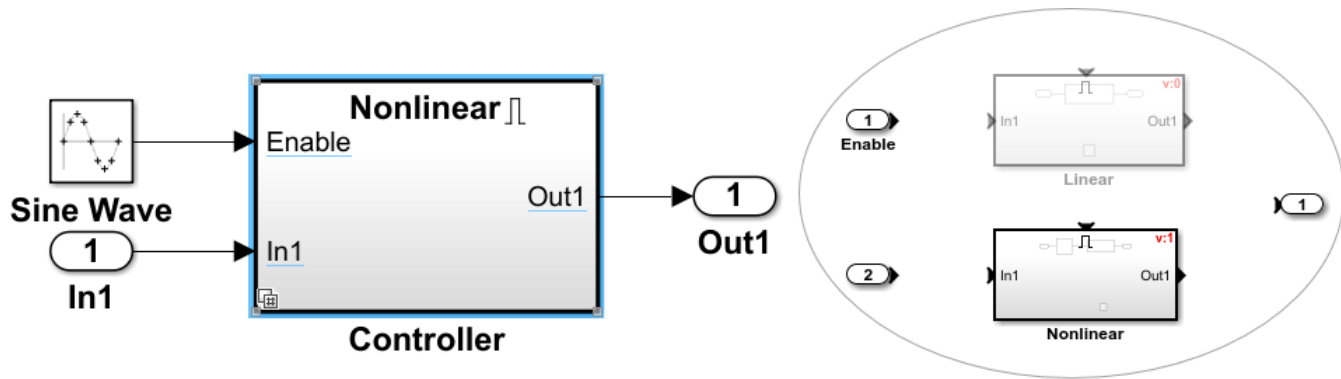 Nonlinear
Enable
Sine Wave
1
In1
In1
Out1
1
Out1
Controller
1
Enable
2
v:0
In1
Out1
Linear
v:1
In1
Out1
Nonlinear
1